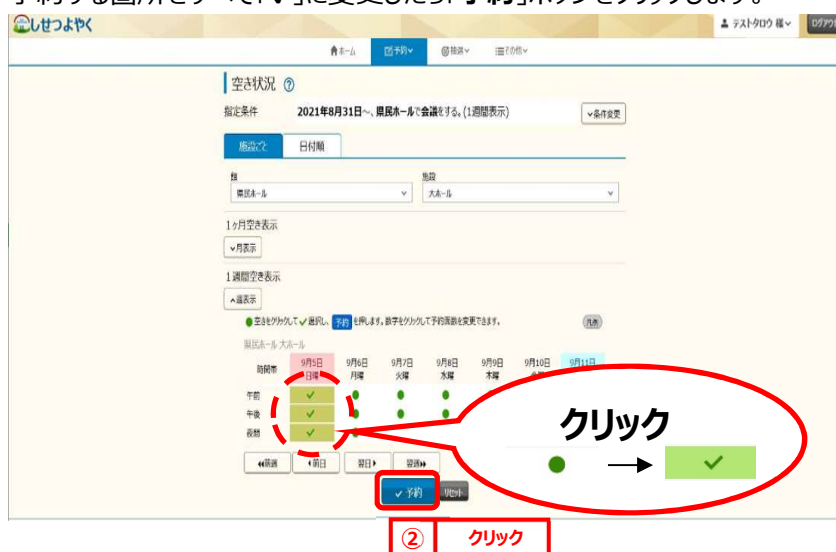 予約する箇所をすべて「✓」に変更したら「予約」ボタンをクリックします。
しせつよやく
テストタロウ 様
ログアウト
ホーム 予約 抽選 その他
空き状況
指定条件 2021年8月31日~、県民ホールで会議をする。(1週間表示)
条件変更
施設ごと 日付順
館 施設
県民ホール 大ホール
1ヶ月空き表示
月表示
1週間空き表示
週表示
●空きをクリックして✓選択し、予約を押します。数字をクリックして予約面数を変更できます。
凡例
県民ホール 大ホール
時間帯 9月5日 9月6日 9月7日 9月8日 9月9日 9月10日 9月11日
日曜 月曜 火曜 水曜 木曜
午前 ✓ ● ● ●
午後 ✓ ● ● ●
夜間 ✓
前週 前日 翌日 翌週
クリック
● → ✓
✓ 予約 リセット
② クリック